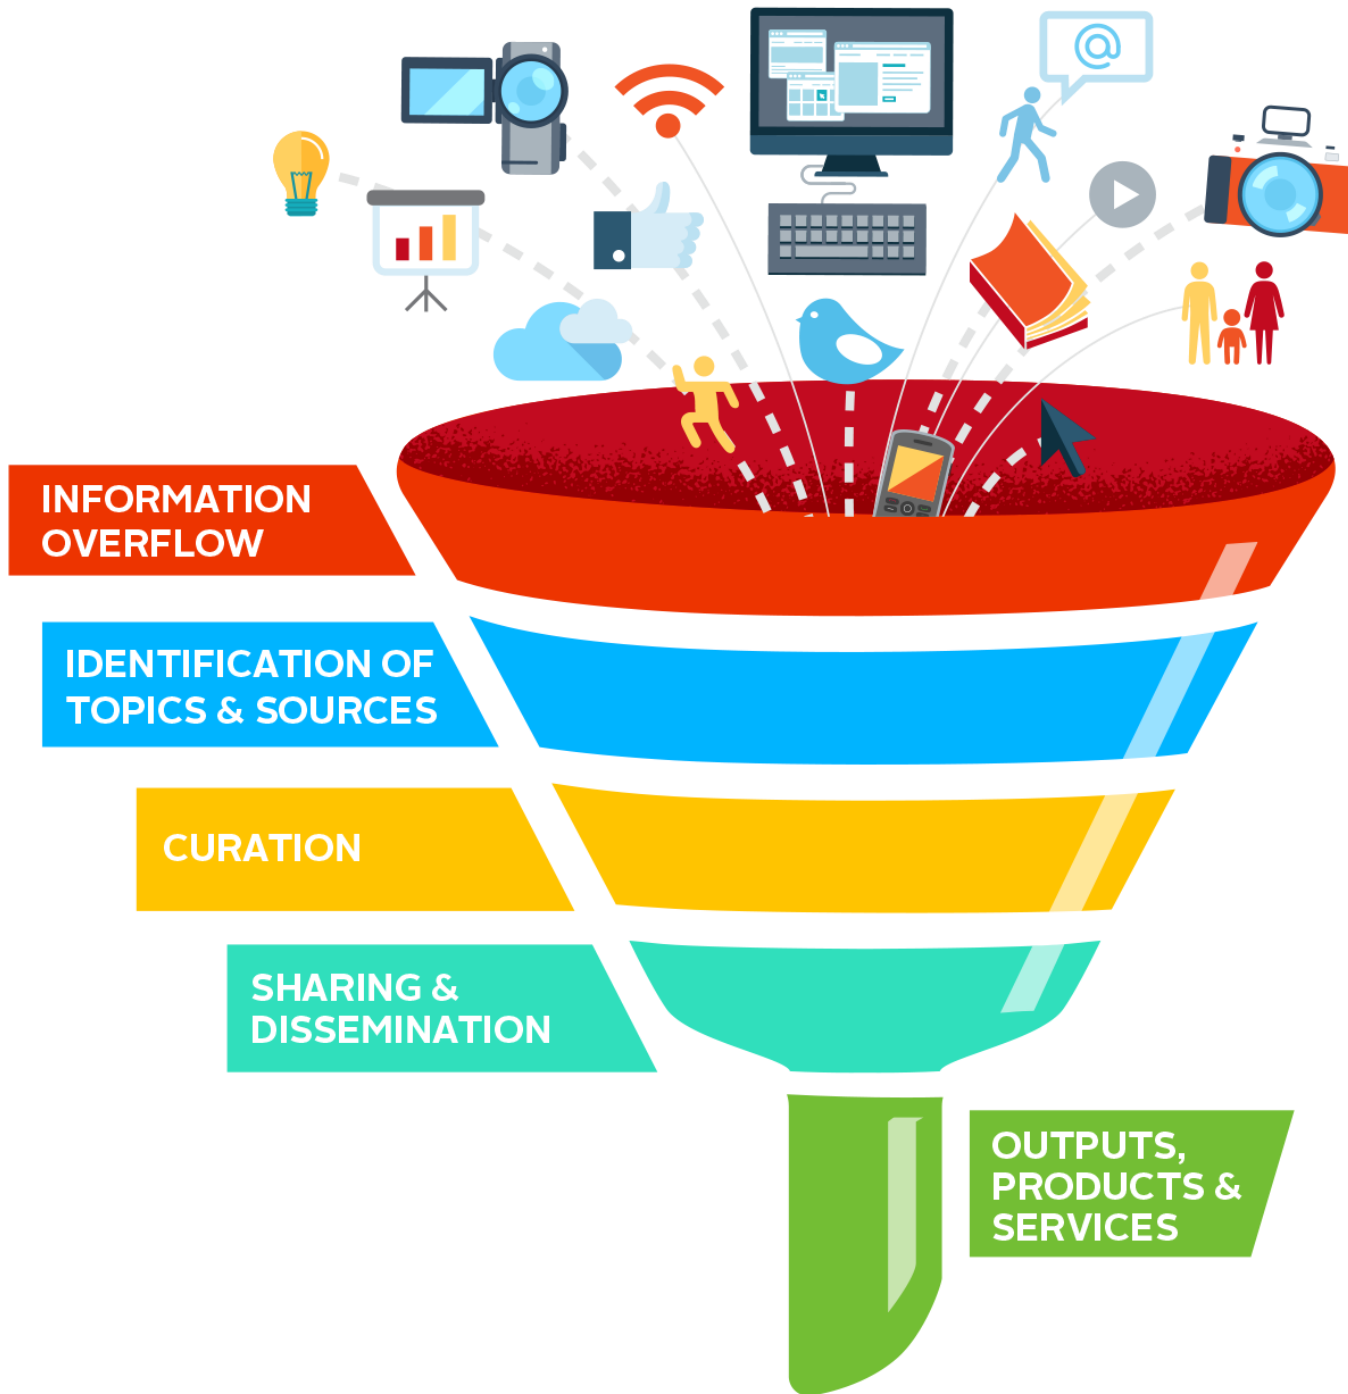 @
INFORMATION
OVERFLOW
IDENTIFICATION OF
TOPICS & SOURCES
CURATION
SHARING &
DISSEMINATION
OUTPUTS,
PRODUCTS &
SERVICES